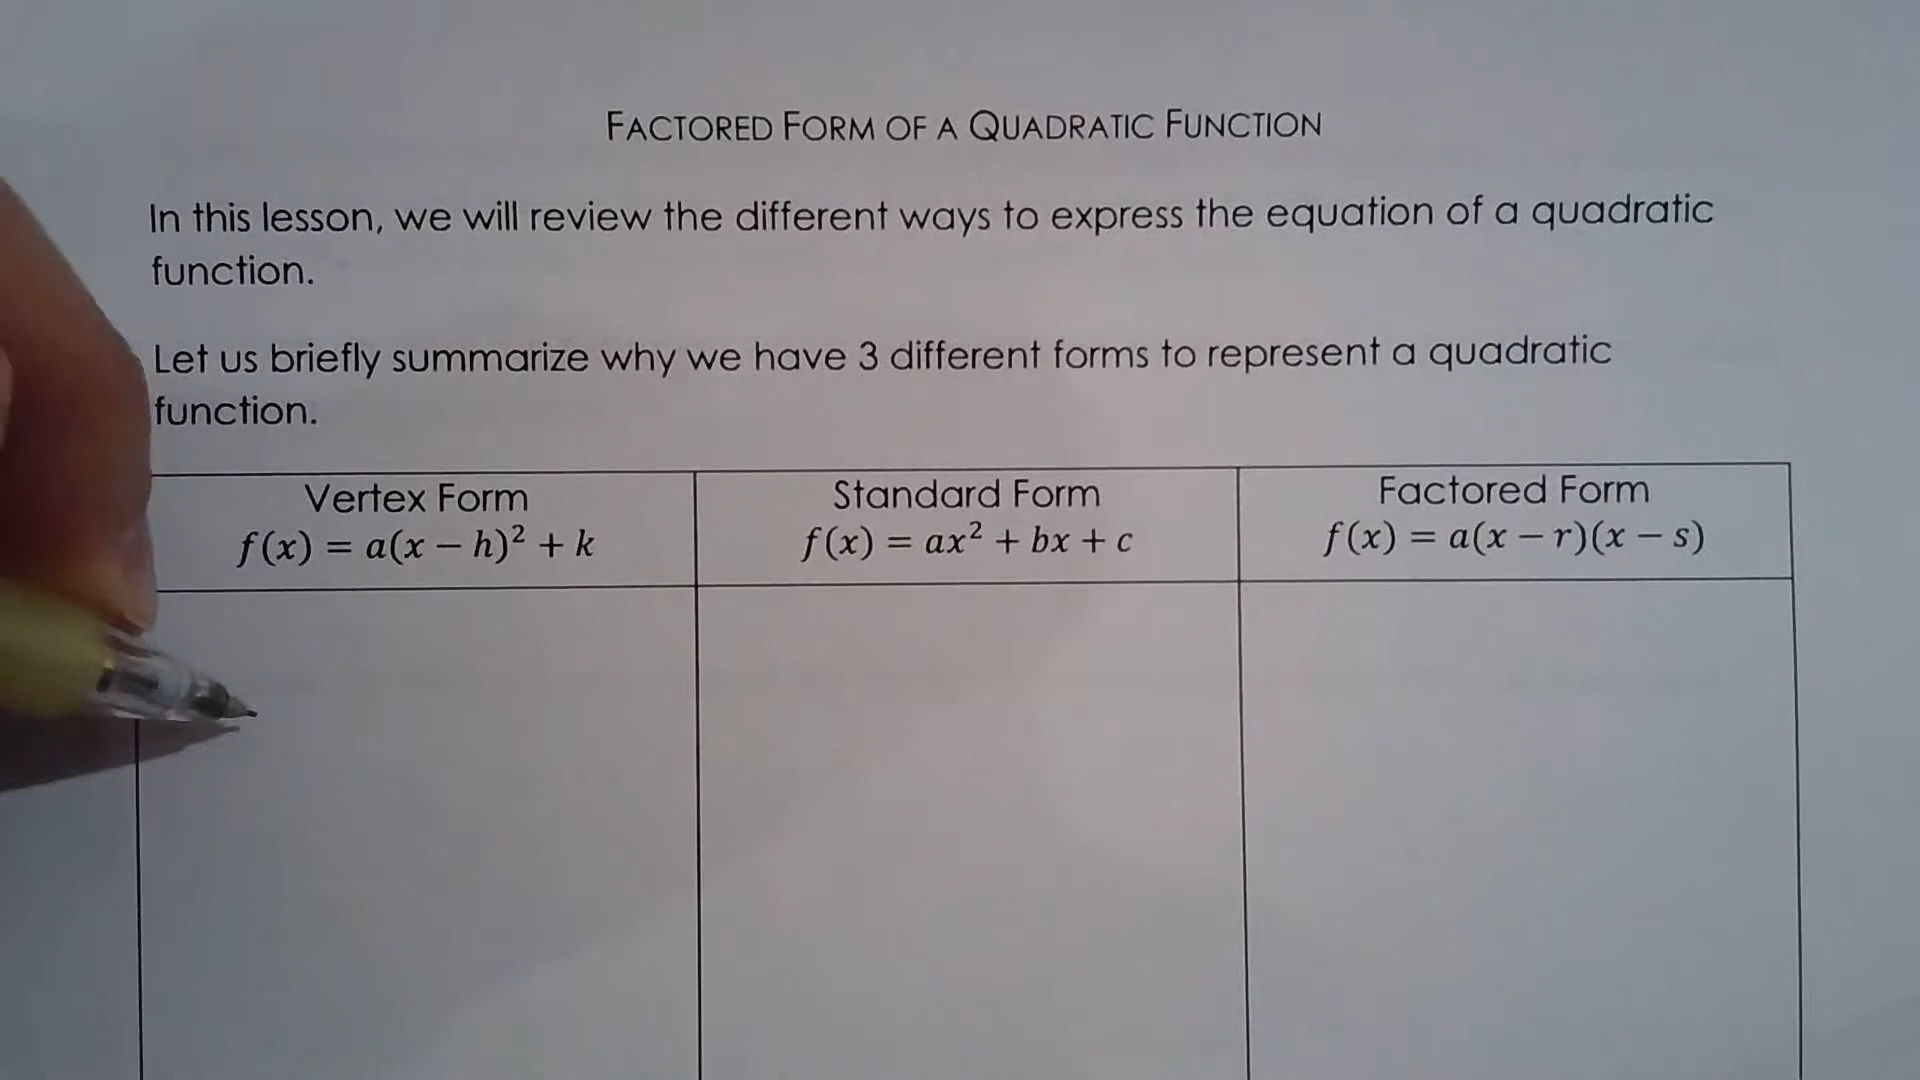 FACTORED FORM OF A QUADRATIC FUNCTION
In this lesson, we will review the different ways to express the equation of a quadratic
function.
Let us briefly summarize why we have 3 different forms to represent a quadratic
function.
Vertex Form
f(x) = a(x − h)² + k
Standard Form
f(x) = ax² + bx + c
Factored Form
f(x) = a(x − r)(x − s)